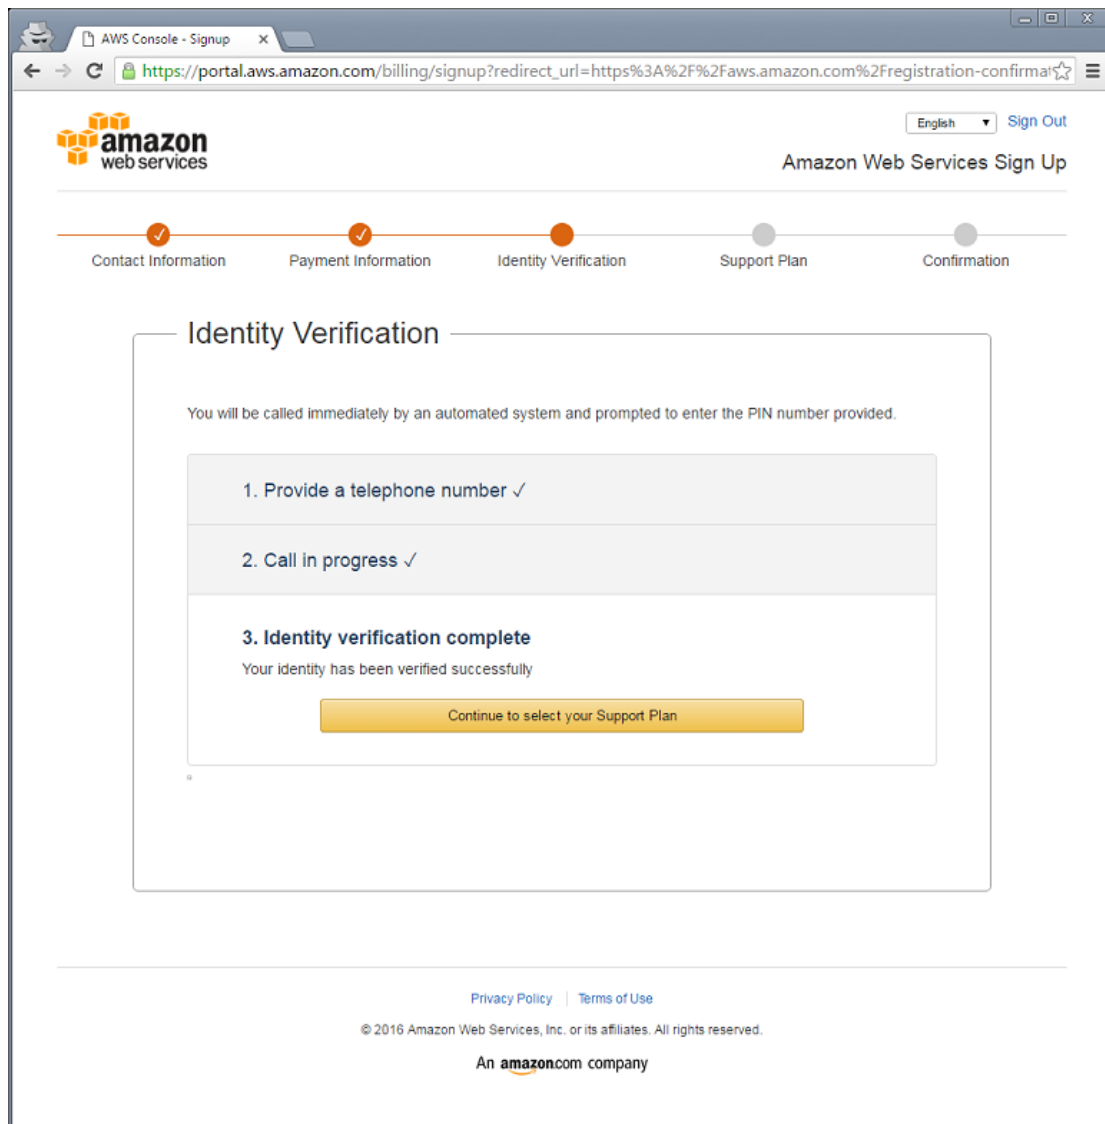 AWS Console - Signup
https://portal.aws.amazon.com/billing/signup?redirect_url=https%3A%2F%2Faws.amazon.com%2Fregistration-confirmat
amazon
web services
English
Sign Out
Amazon Web Services Sign Up
Contact Information
Payment Information
Identity Verification
Support Plan
Confirmation
Identity Verification
You will be called immediately by an automated system and prompted to enter the PIN number provided.
1. Provide a telephone number ✓
2. Call in progress ✓
3. Identity verification complete
Your identity has been verified successfully
Continue to select your Support Plan
Privacy Policy
Terms of Use
© 2016 Amazon Web Services, Inc. or its affiliates. All rights reserved.
An amazon.com company